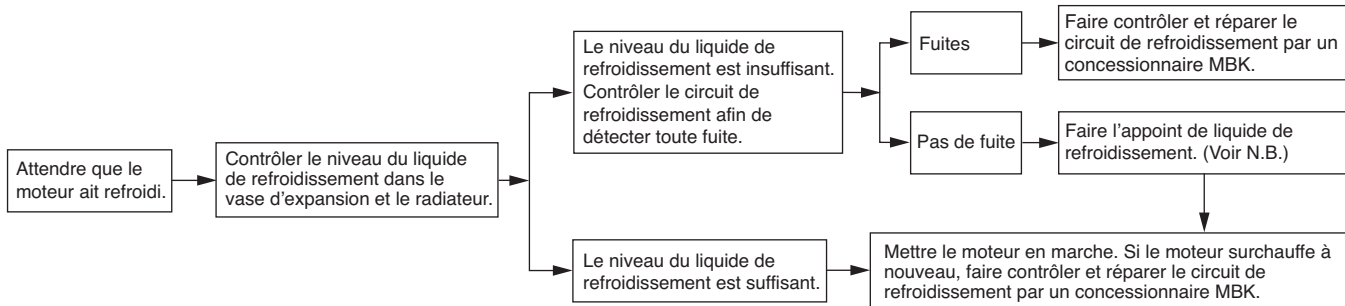 Attendre que le
moteur ait refroidi.
Contrôler le niveau du liquide
de refroidissement dans le
vase d'expansion et le radiateur.
Le niveau du liquide de
refroidissement est insuffisant.
Contrôler le circuit de
refroidissement afin de
détecter toute fuite.
Fuites
Faire contrôler et réparer le
circuit de refroidissement par un
concessionnaire MBK.
Pas de fuite
Faire l'appoint de liquide de
refroidissement. (Voir N.B.)
Le niveau du liquide de
refroidissement est suffisant.
Mettre le moteur en marche. Si le moteur surchauffe à
nouveau, faire contrôler et réparer le circuit de
refroidissement par un concessionnaire MBK.